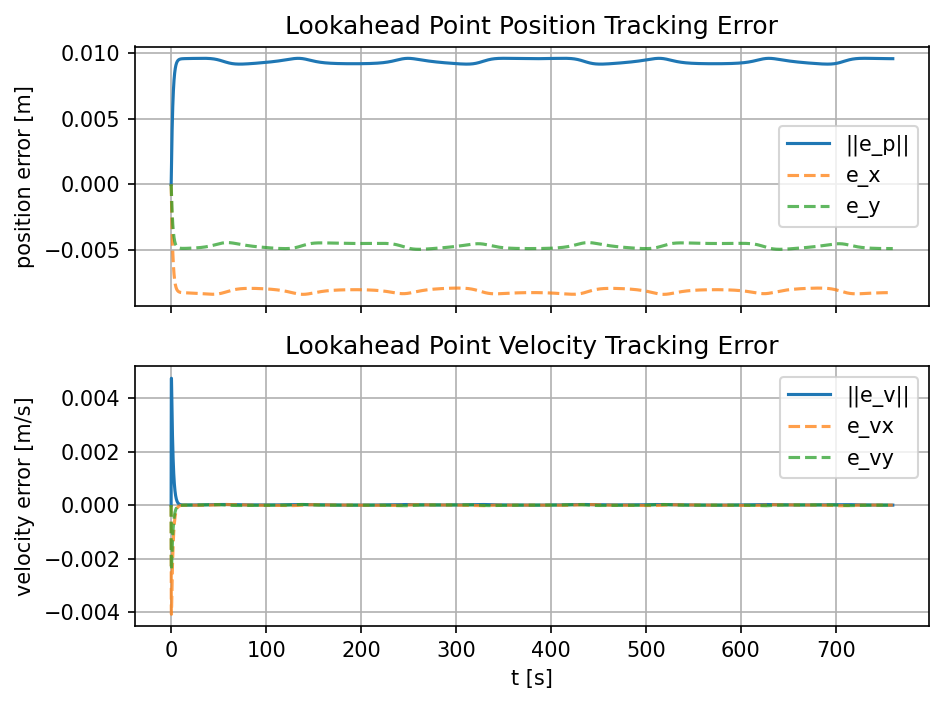 Lookahead Point Position Tracking Error
position error [m]
0.010
0.005
0.000
−0.005
||e_p||
e_x
e_y
Lookahead Point Velocity Tracking Error
velocity error [m/s]
0.004
0.002
0.000
−0.002
−0.004
||e_v||
e_vx
e_vy
0 100 200 300 400 500 600 700
t [s]